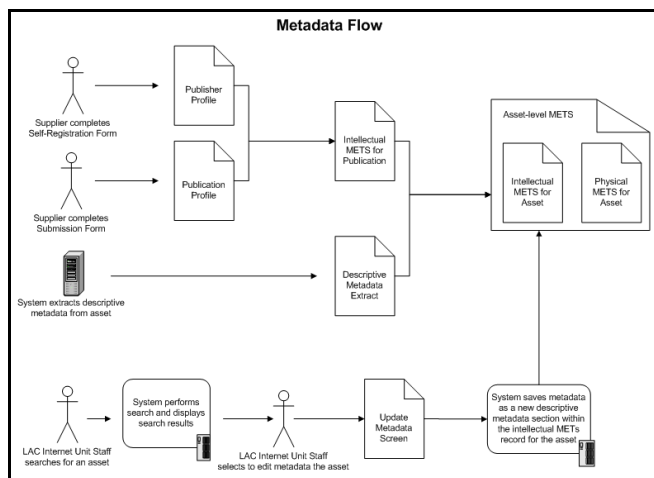 Metadata Flow
Supplier completes
Self-Registration Form
Publisher
Profile
Supplier completes
Submission Form
Publication
Profile
Intellectual
METS for
Publication
Asset-level METS
Intellectual
METS for
Asset
Physical
METS for
Asset
System extracts descriptive
metadata from asset
Descriptive
Metadata
Extract
LAC Internet Unit Staff
searches for an asset
System performs
search and displays
search results
LAC Internet Unit Staff
selects to edit metadata the asset
Update
Metadata
Screen
System saves metadata
as a new descriptive
metadata section within
the intellectual METs
record for the asset